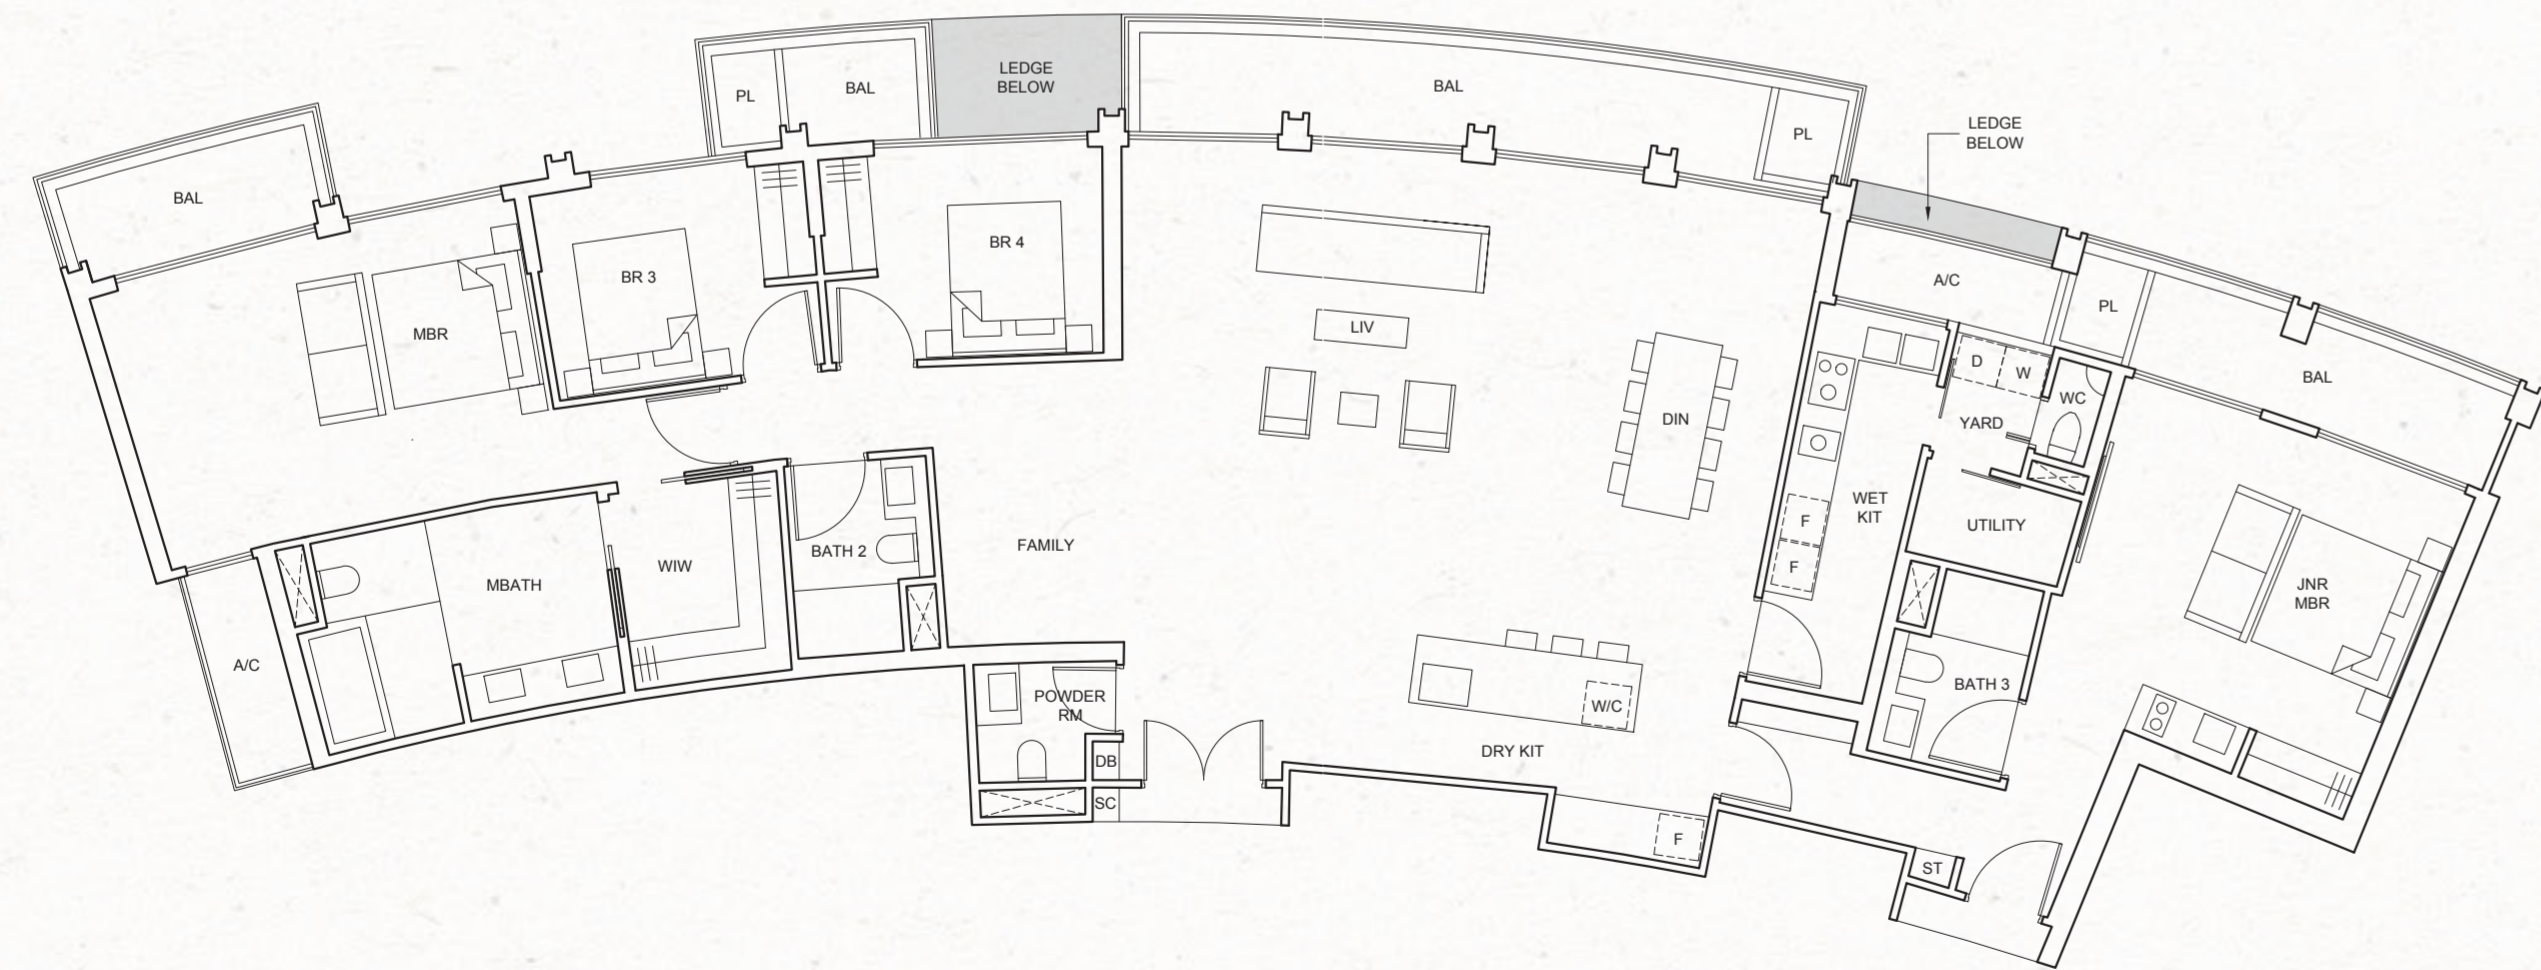 LEDGE
BELOW
PL
BAL
BAL
PL
LEDGE
BELOW
BAL
BR 4
BR 3
A/C
PL
MBR
LIV
D
W
BAL
WC
DIN
YARD
WET
KIT
F
UTILITY
FAMILY
BATH 2
WIW
MBATH
F
JNR
MBR
A/C
BATH 3
POWDER
RM
W/C
DRY KIT
DB
SC
F
ST